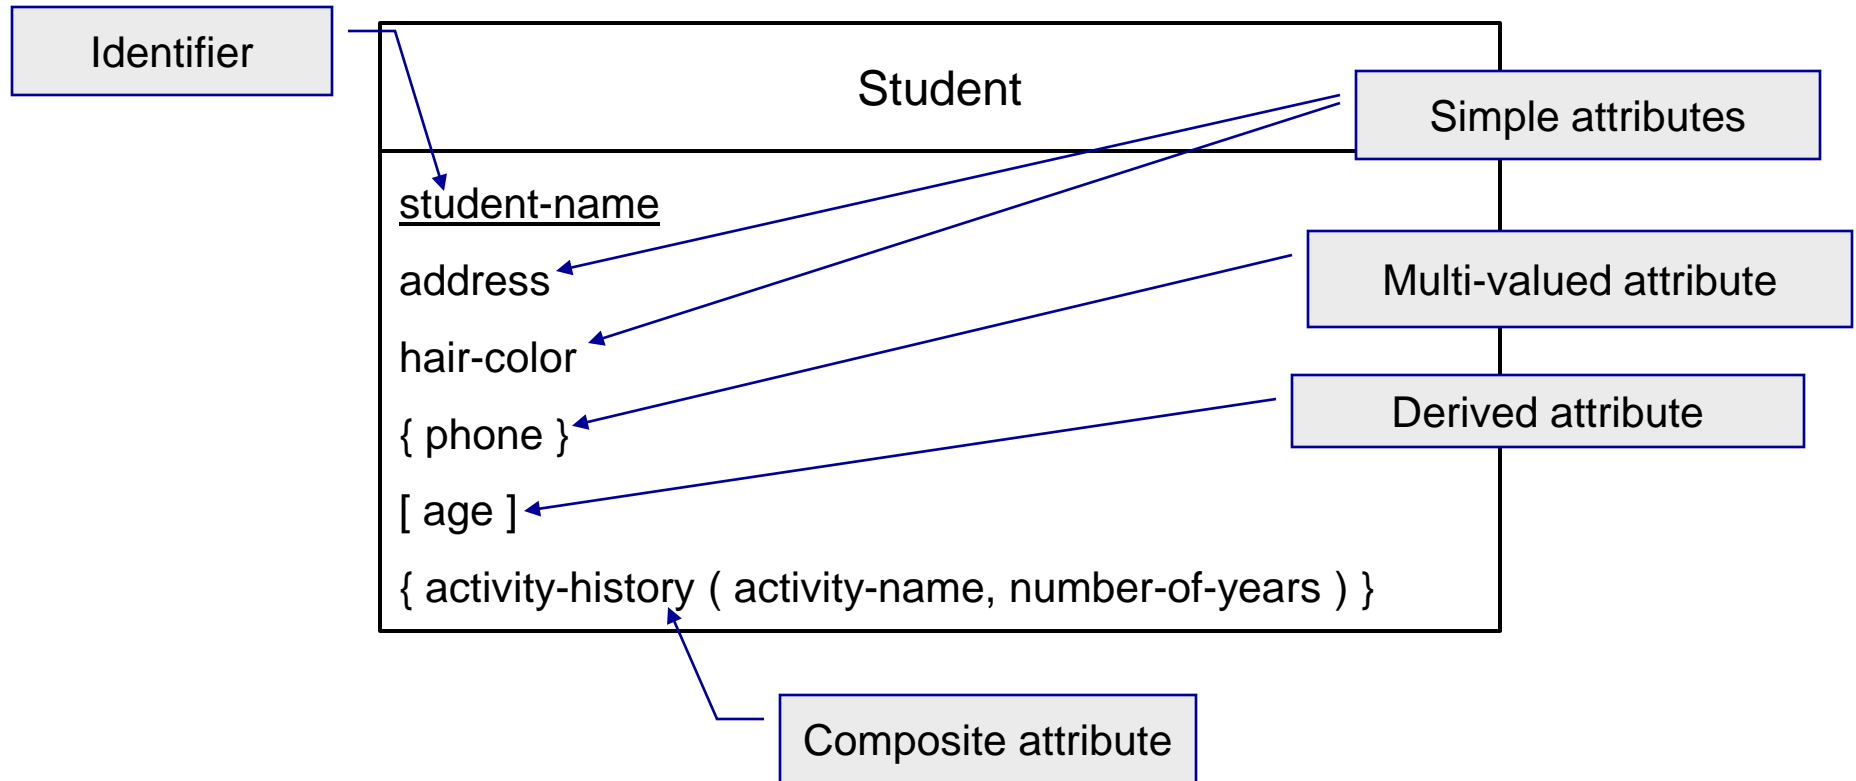 Identifier
Student
Simple attributes
student-name
address
Multi-valued attribute
hair-color
Derived attribute
{ phone }
[ age ]
{ activity-history ( activity-name, number-of-years ) }
Composite attribute